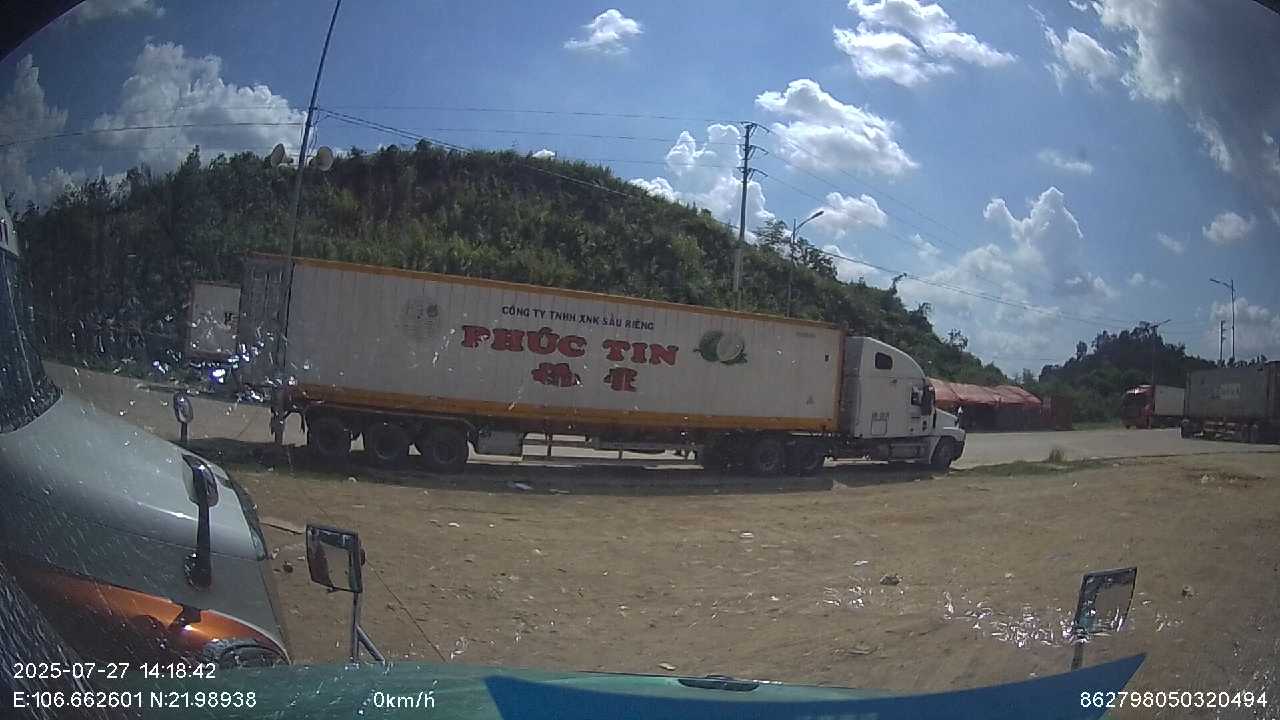 CÔNG TY TNHH XNK SẦU RIÊNG
PHÚC TIN
2025-07-27 14:18:42
E:106.662601 N:21.98938
0km/h
862798050320494